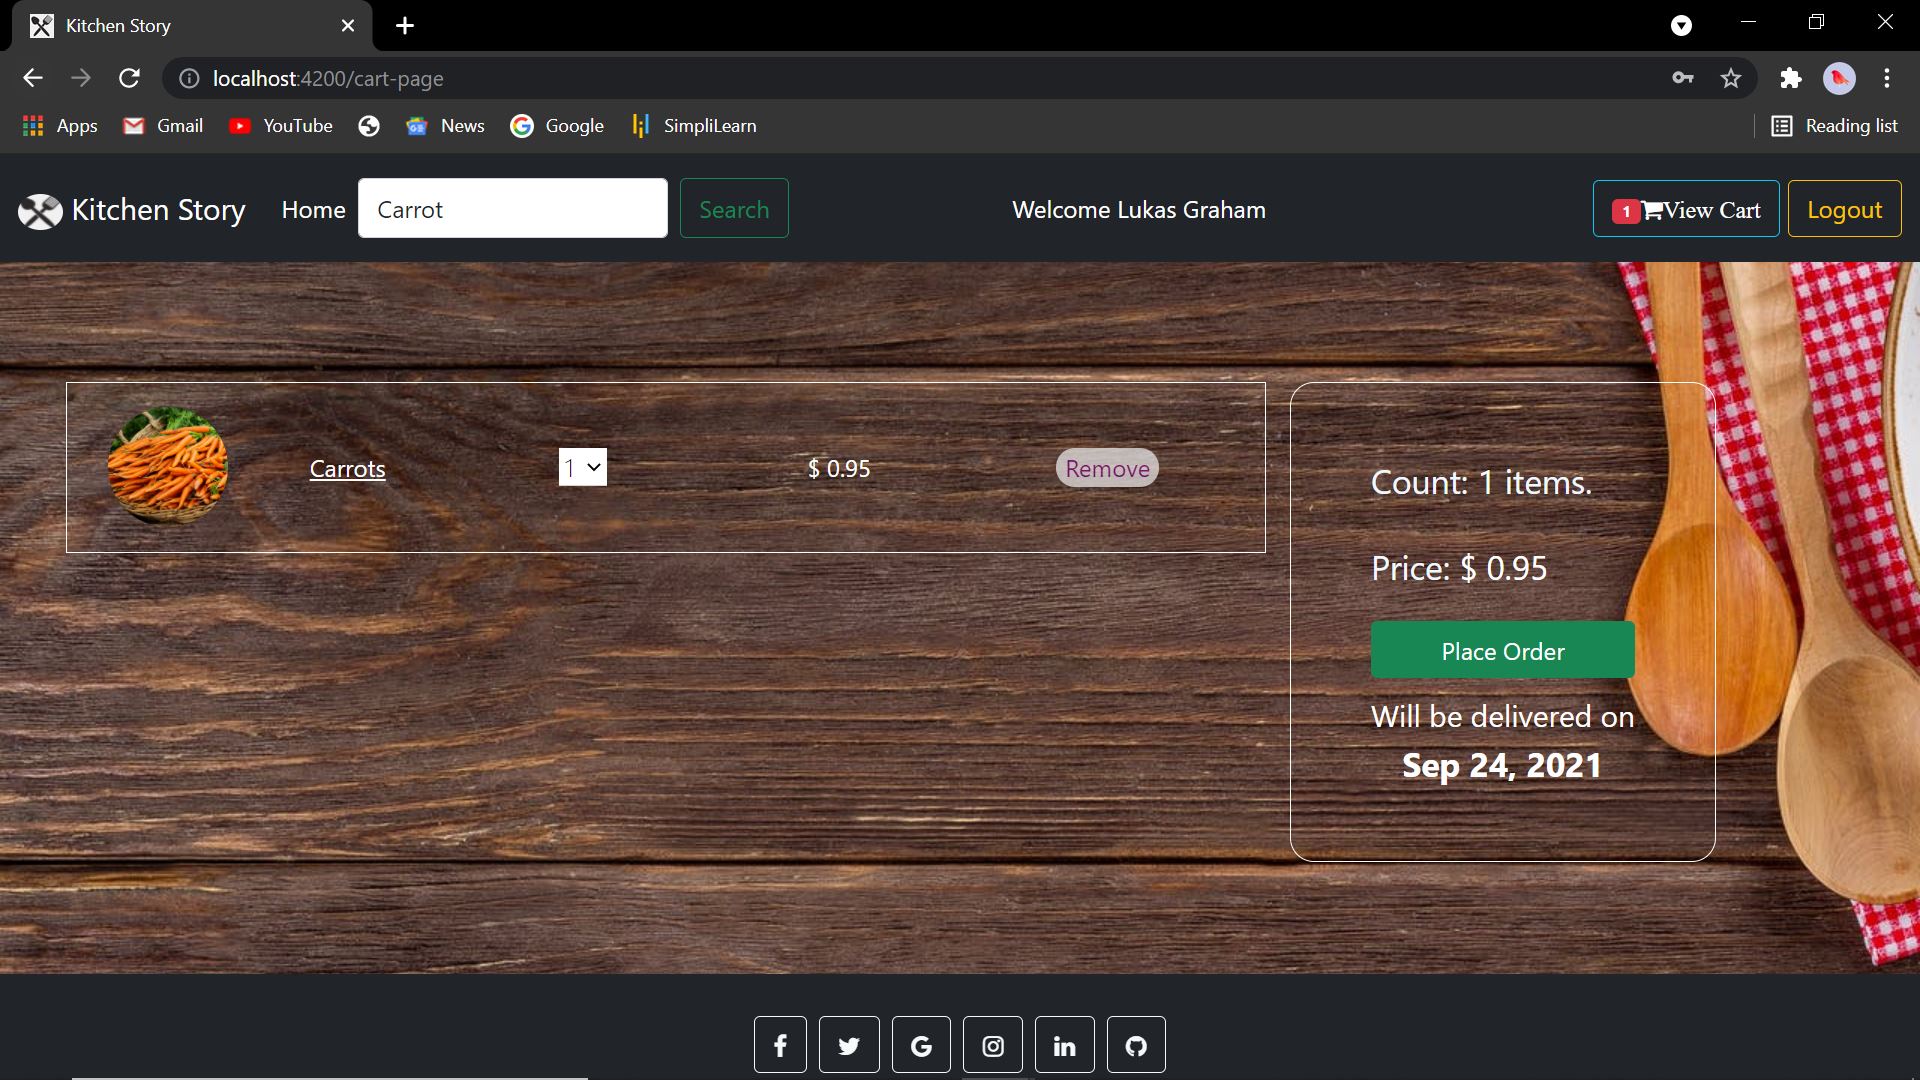 Kitchen Story
localhost:4200/cart-page
Apps Gmail YouTube News Google SimpliLearn Reading list
Kitchen Story Home Carrot Search Welcome Lukas Graham 1 View Cart Logout
Carrots 1 $ 0.95 Remove
Count: 1 items.
Price: $ 0.95
Place Order
Will be delivered on
Sep 24, 2021